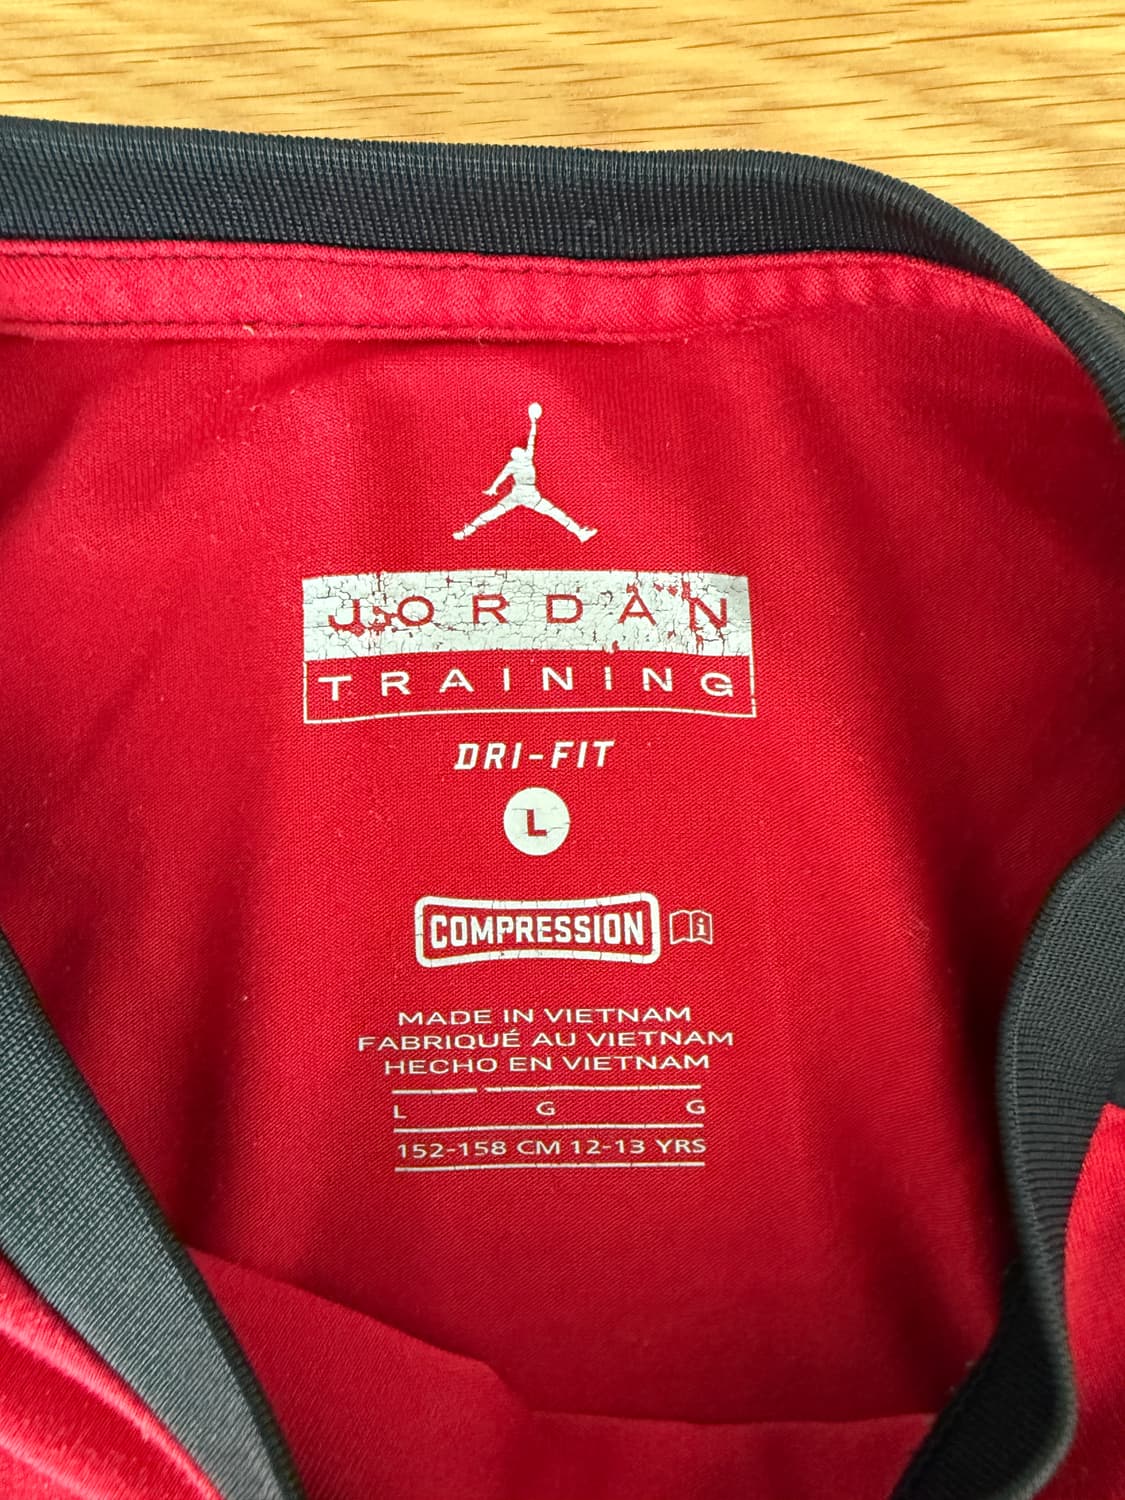 JORDAN
TRAINING
DRI-FIT
L
COMPRESSION
MADE IN VIETNAM
FABRIQUÉ AU VIETNAM
HECHO EN VIETNAM
L G G
152-158 CM 12-13 YRS